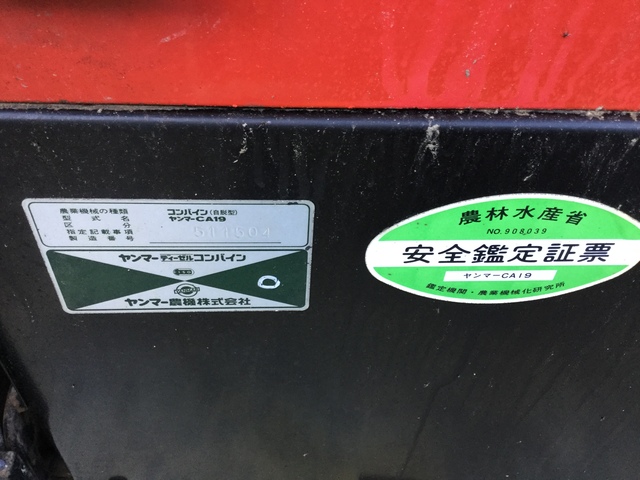 農業機械の種類 コンバイン(自脱型)
型式名 ヤンマーCA19
区分
指定記載事項
製造番号 511504
ヤンマーディーゼルコンバイン
ヤンマー農機株式会社
農林水産省
NO.908039
安全鑑定証票
ヤンマーCA19
鑑定機関・農業機械化研究所